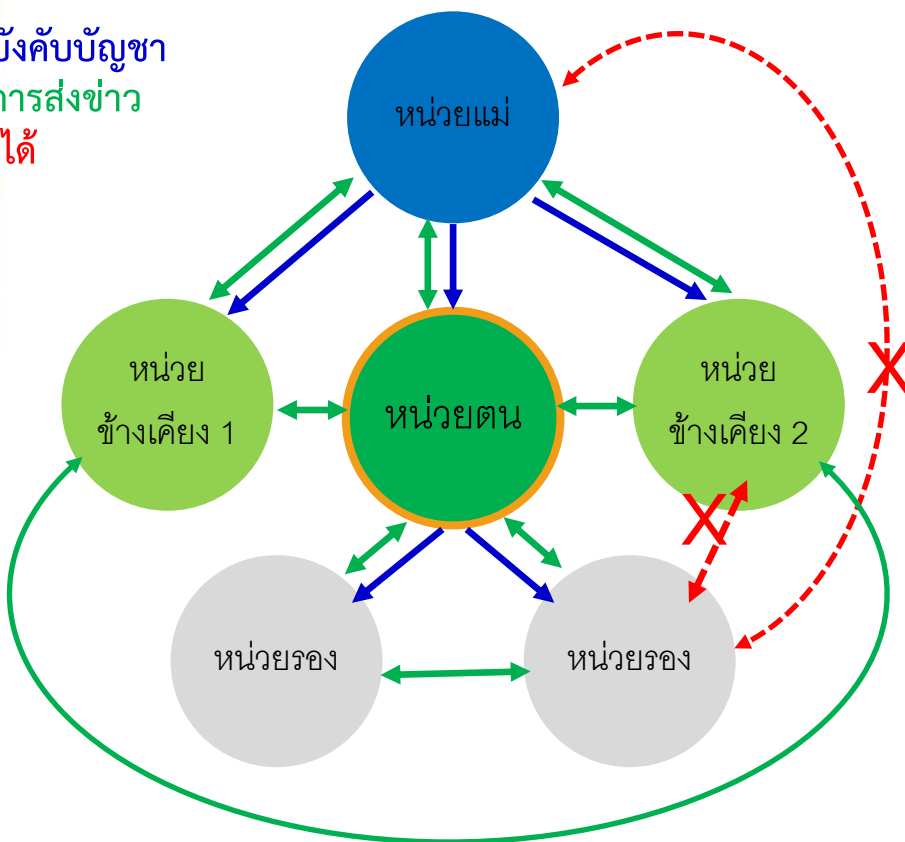 บังคับบัญชา
การส่งข่าว
ได้
หน่วยแม่
หน่วย
ข้างเคียง 1
หน่วยตน
หน่วย
ข้างเคียง 2
X
X
หน่วยรอง
หน่วยรอง